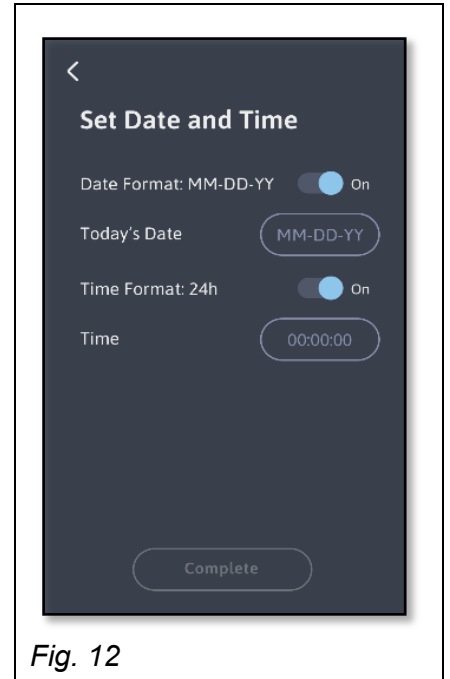 Set Date and Time
Date Format: MM-DD-YY On
Today's Date MM-DD-YY
Time Format: 24h On
Time 00:00:00
Complete
Fig. 12